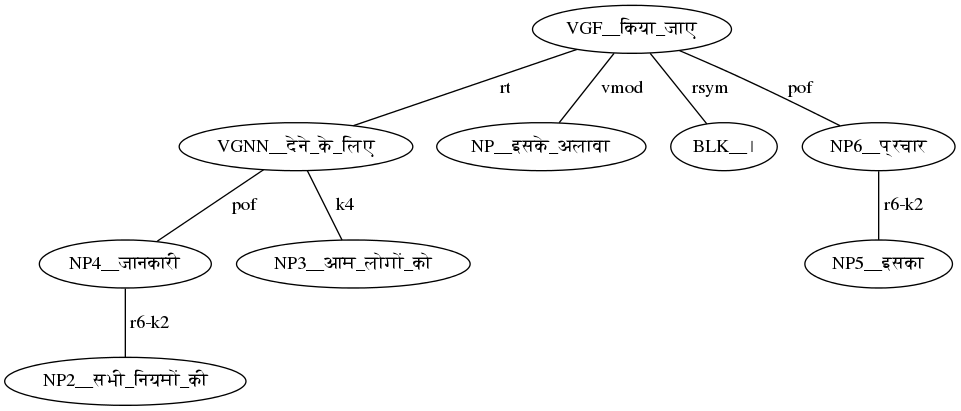 VGF__किया_जाए
rt vmod rsym pof
VGNN__देने_के_लिए NP__इसके_अलावा BLK__। NP6__प्रचार
pof k4 r6-k2
NP4__जानकारी NP3__आम_लोगों_को NP5__इसका
r6-k2
NP2__सभी_नियमों_की